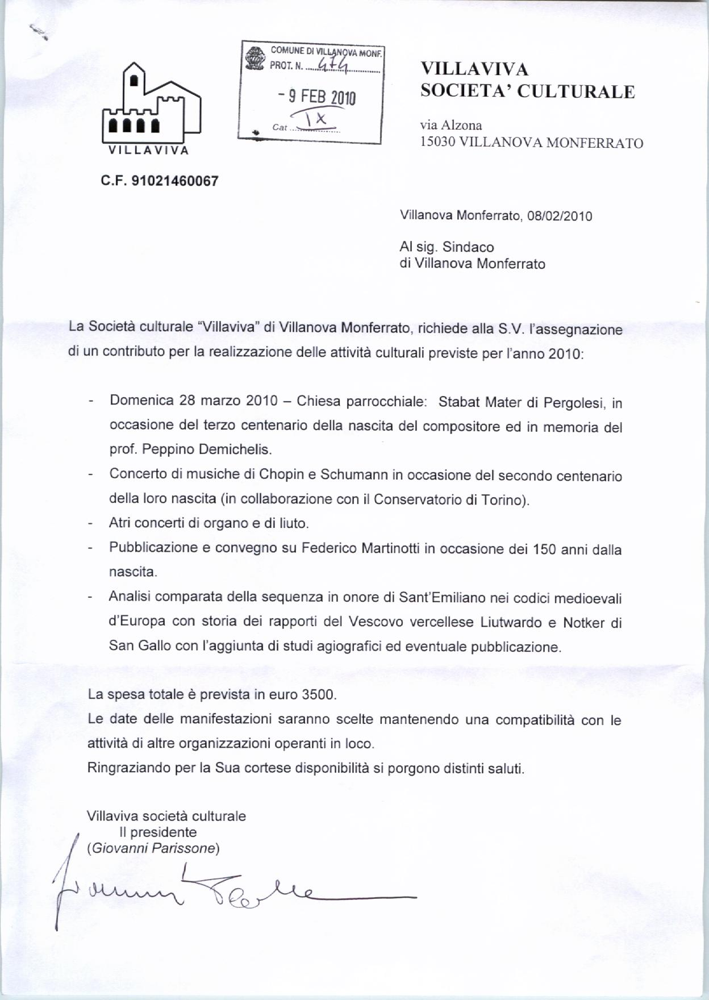 COMUNE DI VILLANOVA MONF.
PROT. N. 474
- 9 FEB 2010
Cat IX
VILLAVIVA
SOCIETA' CULTURALE
via Alzona
15030 VILLANOVA MONFERRATO
VILLAVIVA
C.F. 91021460067
Villanova Monferrato, 08/02/2010
Al sig. Sindaco
di Villanova Monferrato
La Società culturale “Villaviva” di Villanova Monferrato, richiede alla S.V. l’assegnazione
di un contributo per la realizzazione delle attività culturali previste per l’anno 2010:
- Domenica 28 marzo 2010 – Chiesa parrocchiale: Stabat Mater di Pergolesi, in
occasione del terzo centenario della nascita del compositore ed in memoria del
prof. Peppino Demichelis.
- Concerto di musiche di Chopin e Schumann in occasione del secondo centenario
della loro nascita (in collaborazione con il Conservatorio di Torino).
- Atri concerti di organo e di liuto.
- Pubblicazione e convegno su Federico Martinotti in occasione dei 150 anni dalla
nascita.
- Analisi comparata della sequenza in onore di Sant’Emiliano nei codici medioevali
d’Europa con storia dei rapporti del Vescovo vercellese Liutwardo e Notker di
San Gallo con l’aggiunta di studi agiografici ed eventuale pubblicazione.
La spesa totale è prevista in euro 3500.
Le date delle manifestazioni saranno scelte mantenendo una compatibilità con le
attività di altre organizzazioni operanti in loco.
Ringraziando per la Sua cortese disponibilità si porgono distinti saluti.
Villaviva società culturale
Il presidente
(Giovanni Parissone)